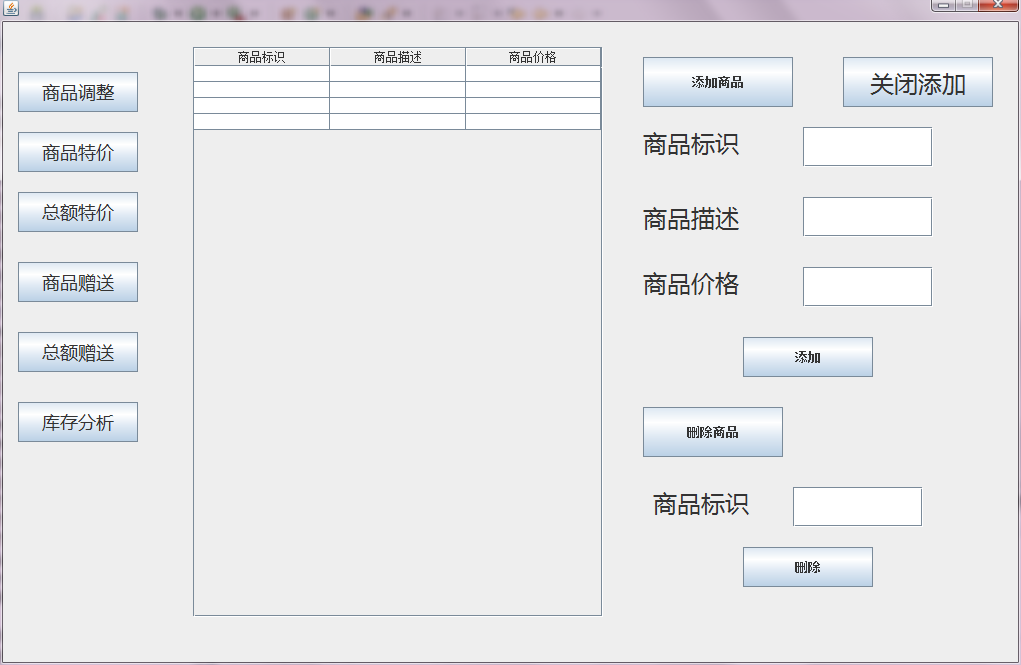 商品调整
商品特价
总额特价
商品赠送
总额赠送
库存分析
商品标识 商品描述 商品价格
添加商品 关闭添加
商品标识
商品描述
商品价格
添加
删除商品
商品标识
删除